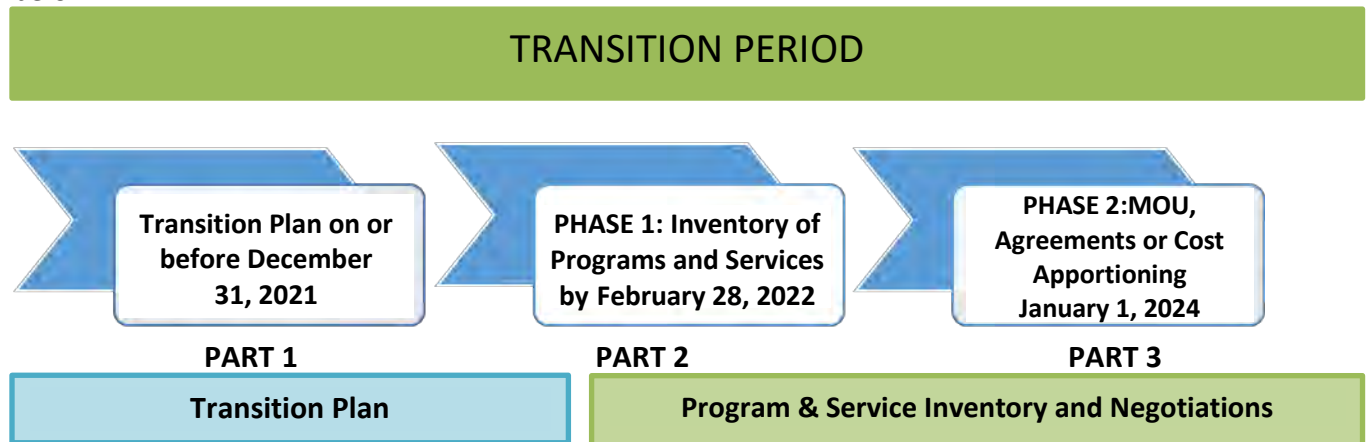 TRANSITION PERIOD
Transition Plan on or
before December
31, 2021
PHASE 1: Inventory of
Programs and Services
by February 28, 2022
PHASE 2:MOU,
Agreements or Cost
Apportioning
January 1, 2024
PART 1
PART 2
PART 3
Transition Plan
Program & Service Inventory and Negotiations